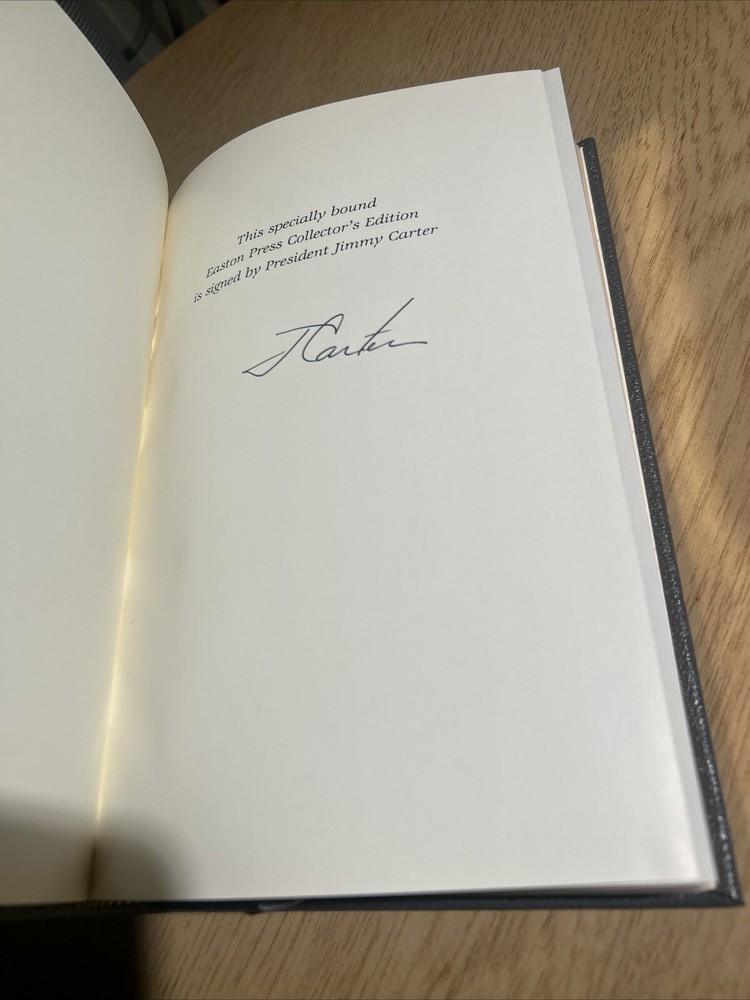 This specially bound
Easton Press Collector's Edition
is signed by President Jimmy Carter
J Carter